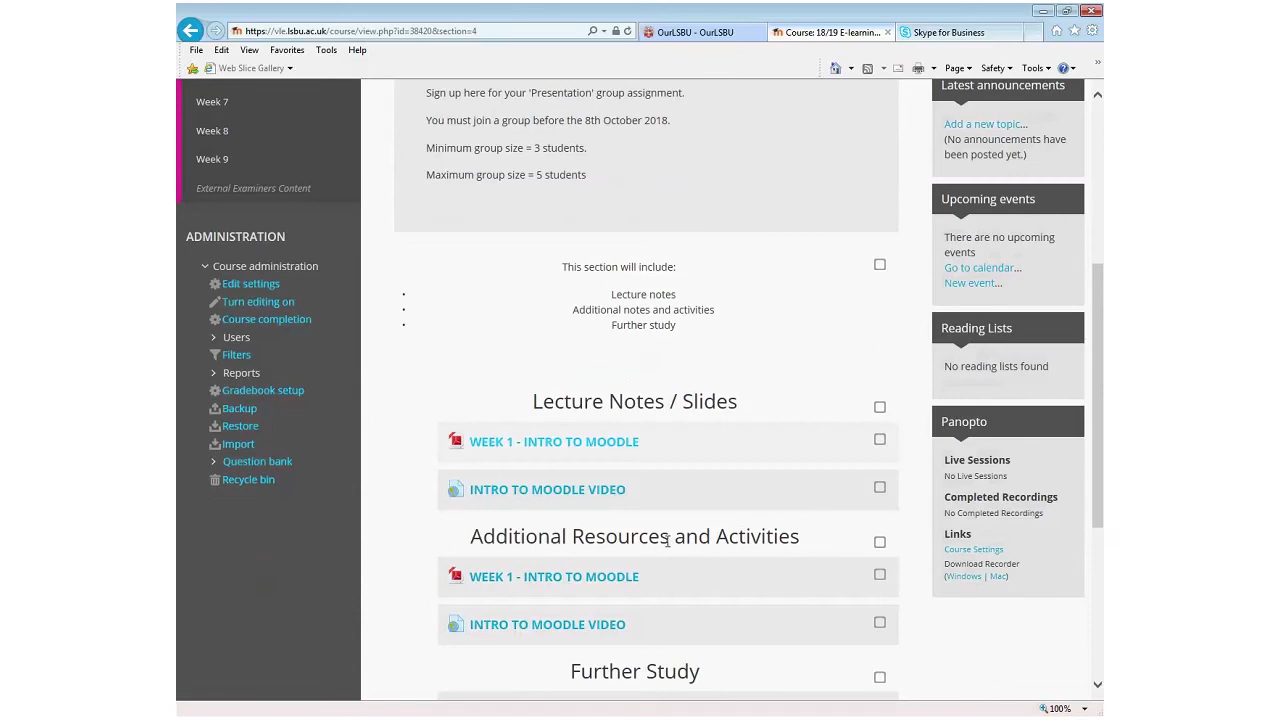 https://vle.lsbu.ac.uk/course/view.php?id=38420&section=4
OurLSBU - OurLSBU
Course: 18/19 E-learnin...
Skype for Business
File Edit View Favorites Tools Help
Web Slice Gallery
Page Safety Tools
Week 7
Week 8
Week 9
External Examiners Content
ADMINISTRATION
Course administration
Edit settings
Turn editing on
Course completion
Users
Filters
Reports
Gradebook setup
Backup
Restore
Import
Question bank
Recycle bin
Sign up here for your 'Presentation' group assignment.
You must join a group before the 8th October 2018.
Minimum group size = 3 students.
Maximum group size = 5 students
This section will include:
• Lecture notes
• Additional notes and activities
• Further study
Lecture Notes / Slides
WEEK 1 - INTRO TO MOODLE
INTRO TO MOODLE VIDEO
Additional Resources and Activities
WEEK 1 - INTRO TO MOODLE
INTRO TO MOODLE VIDEO
Further Study
Latest announcements
Add a new topic...
(No announcements have
been posted yet.)
Upcoming events
There are no upcoming
events
Go to calendar...
New event...
Reading Lists
No reading lists found
Panopto
Live Sessions
No Live Sessions
Completed Recordings
No Completed Recordings
Links
Course Settings
Download Recorder
(Windows | Mac)
100%